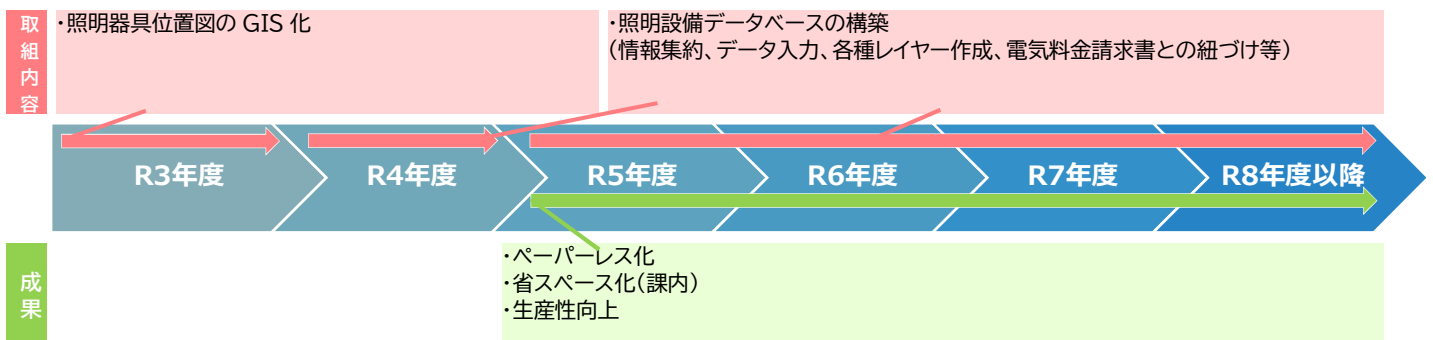 取組内容
・照明器具位置図の GIS 化
・照明設備データベースの構築
(情報集約、データ入力、各種レイヤー作成、電気料金請求書との紐づけ等)
R3年度
R4年度
R5年度
R6年度
R7年度
R8年度以降
成果
・ペーパーレス化
・省スペース化(課内)
・生産性向上